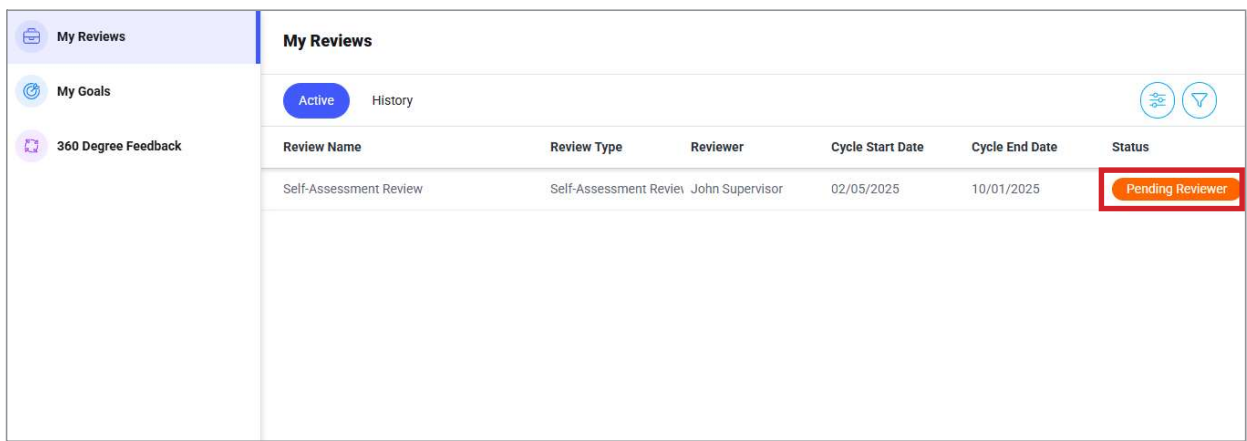 My Reviews
My Goals
360 Degree Feedback
My Reviews
Active History
Review Name Review Type Reviewer Cycle Start Date Cycle End Date Status
Self-Assessment Review Self-Assessment Reviev John Supervisor 02/05/2025 10/01/2025 Pending Reviewer